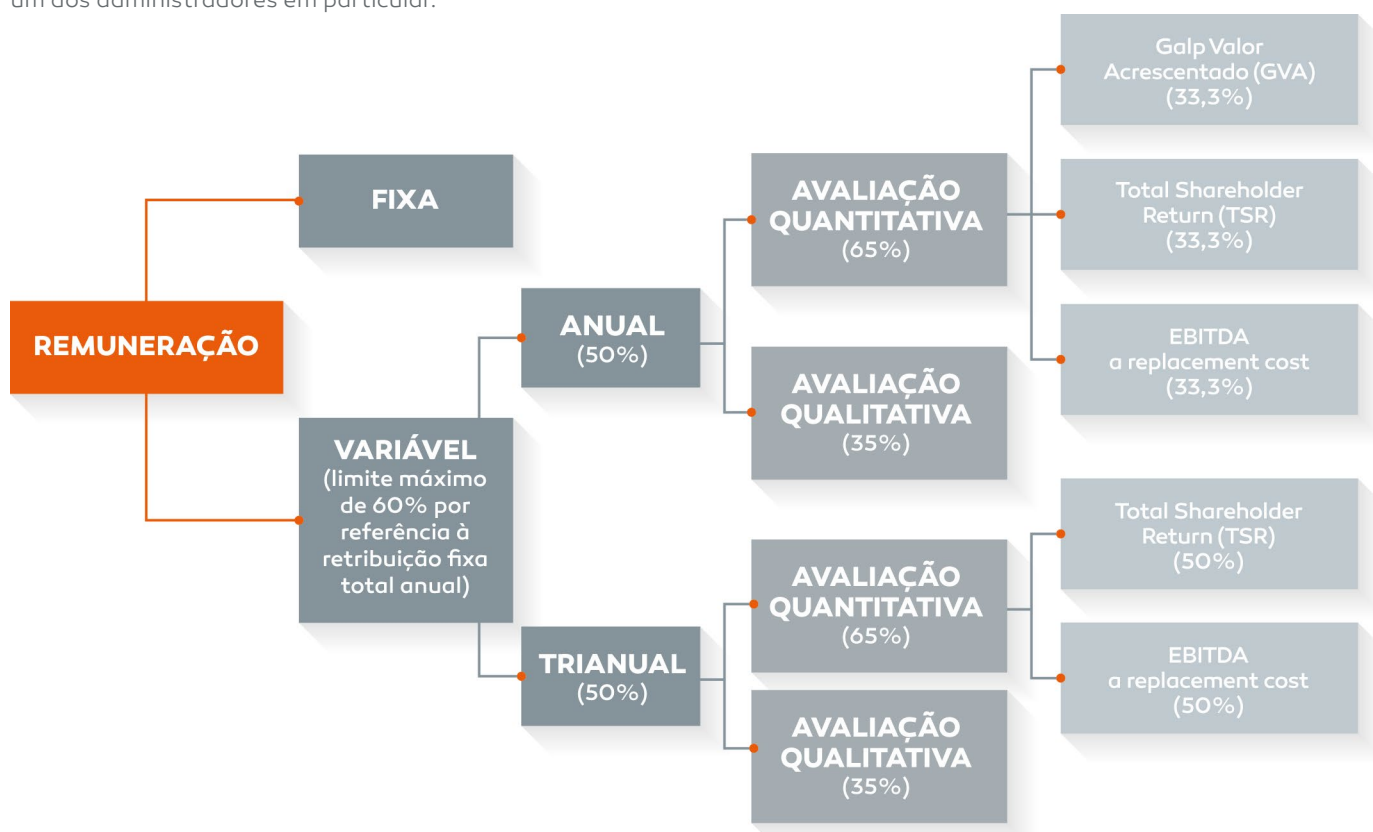 um dos administradores em particular.
REMUNERAÇÃO
FIXA
VARIÁVEL
(limite máximo
de 60% por
referência à
retribuição fixa
total anual)
ANUAL
(50%)
AVALIAÇÃO
QUANTITATIVA
(65%)
Galp Valor
Acrescentado (GVA)
(33,3%)
Total Shareholder
Return (TSR)
(33,3%)
EBITDA
a replacement cost
(33,3%)
AVALIAÇÃO
QUALITATIVA
(35%)
TRIANUAL
(50%)
AVALIAÇÃO
QUANTITATIVA
(65%)
Total Shareholder
Return (TSR)
(50%)
EBITDA
a replacement cost
(50%)
AVALIAÇÃO
QUALITATIVA
(35%)